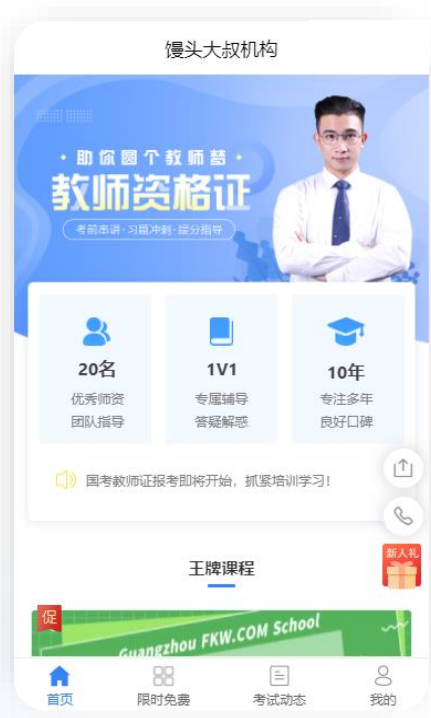 馒头大叔机构
·助你圆个教师梦·
教师资格证
考前串讲·习题冲刺·提分指导
20名
优秀师资
团队指导
1V1
专属辅导
答疑解惑
10年
专注多年
良好口碑
国考教师证报考即将开始，抓紧培训学习！
新人礼
王牌课程
促
Guangzhou FKW.COM School
首页
限时免费
考试动态
我的